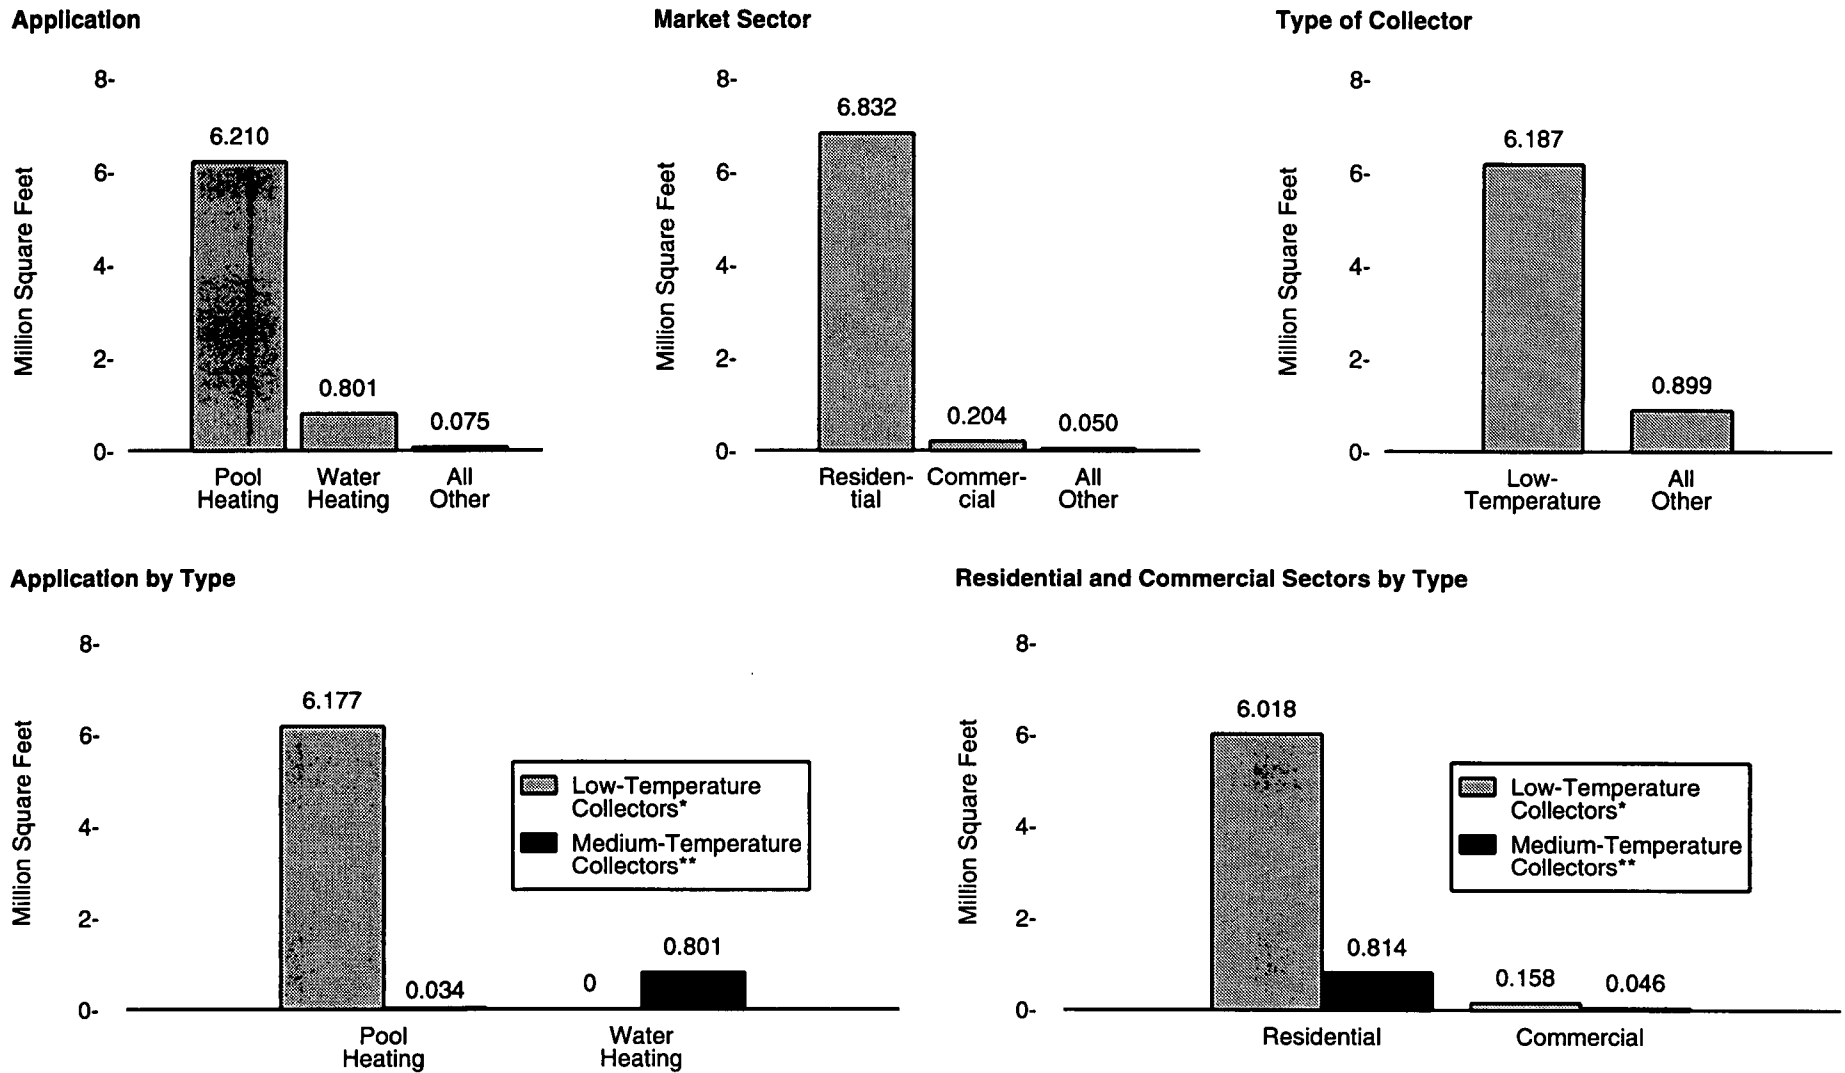 Application
Market Sector
Type of Collector
Million Square Feet
8-
6-
4-
2-
0-
6.210
0.801
0.075
Pool
Heating
Water
Heating
All
Other
Million Square Feet
8-
6-
4-
2-
0-
6.832
0.204
0.050
Residen-
tial
Commer-
cial
All
Other
Million Square Feet
8-
6-
4-
2-
0-
6.187
0.899
Low-
Temperature
All
Other
Application by Type
Million Square Feet
8-
6-
4-
2-
0-
6.177
0.034
0
0.801
Low-Temperature
Collectors*
Medium-Temperature
Collectors**
Pool
Heating
Water
Heating
Residential and Commercial Sectors by Type
Million Square Feet
8-
6-
4-
2-
0-
6.018
0.814
0.158
0.046
Low-Temperature
Collectors*
Medium-Temperature
Collectors**
Residential
Commercial